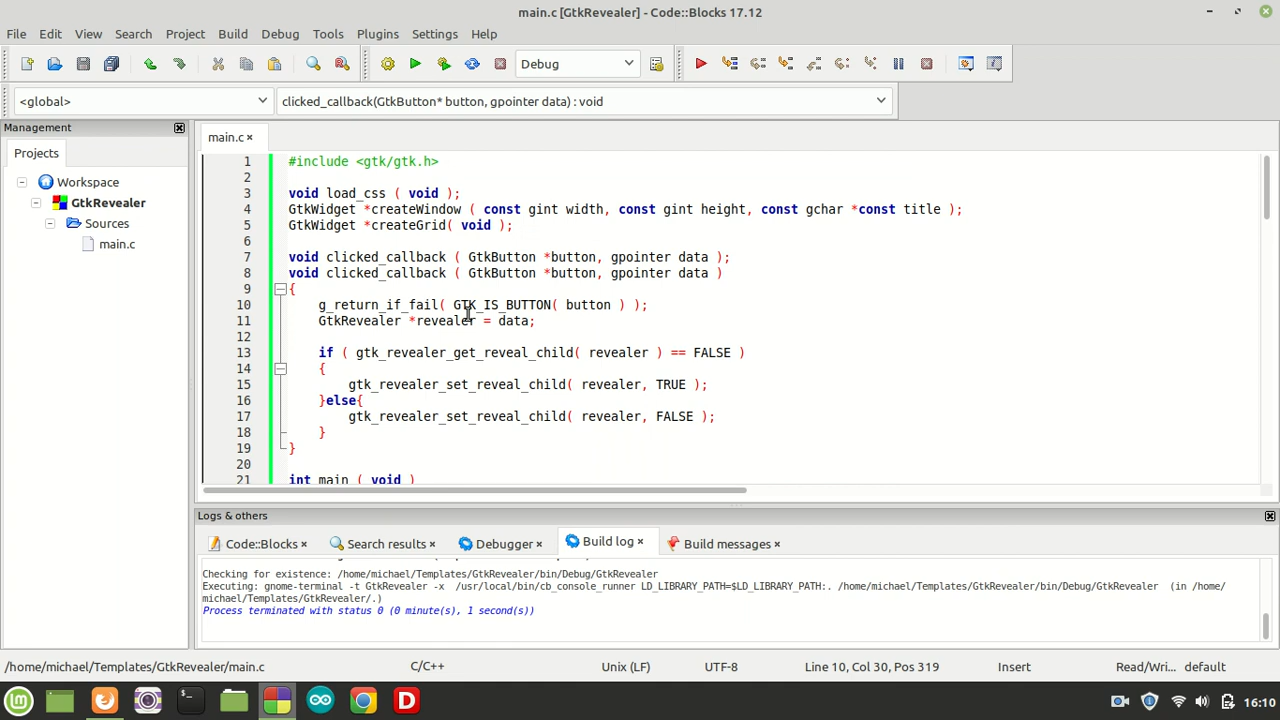 main.c [GtkRevealer] - Code::Blocks 17.12
File Edit View Search Project Build Debug Tools Plugins Settings Help
Debug
<global> clicked_callback(GtkButton* button, gpointer data) : void
Management
main.c
Projects
Workspace
GtkRevealer
Sources
main.c
1 #include <gtk/gtk.h>
2
3 void load_css ( void );
4 GtkWidget *createWindow ( const gint width, const gint height, const gchar *const title );
5 GtkWidget *createGrid( void );
6
7 void clicked_callback ( GtkButton *button, gpointer data );
8 void clicked_callback ( GtkButton *button, gpointer data )
9 {
10 g_return_if_fail( GTK_IS_BUTTON( button ) );
11 GtkRevealer *revealer = data;
12
13 if ( gtk_revealer_get_reveal_child( revealer ) == FALSE )
14 {
15 gtk_revealer_set_reveal_child( revealer, TRUE );
16 }else{
17 gtk_revealer_set_reveal_child( revealer, FALSE );
18 }
19 }
20
21 int main ( void )
Logs & others
Code::Blocks Search results Debugger Build log Build messages
Checking for existence: /home/michael/Templates/GtkRevealer/bin/Debug/GtkRevealer
Executing: gnome-terminal -t GtkRevealer -x /usr/local/bin/cb_console_runner LD_LIBRARY_PATH=$LD_LIBRARY_PATH:. /home/michael/Templates/GtkRevealer/bin/Debug/GtkRevealer (in /home/
michael/Templates/GtkRevealer/.)
Process terminated with status 0 (0 minute(s), 1 second(s))
/home/michael/Templates/GtkRevealer/main.c C/C++ Unix (LF) UTF-8 Line 10, Col 30, Pos 319 Insert Read/Wri... default
16:10